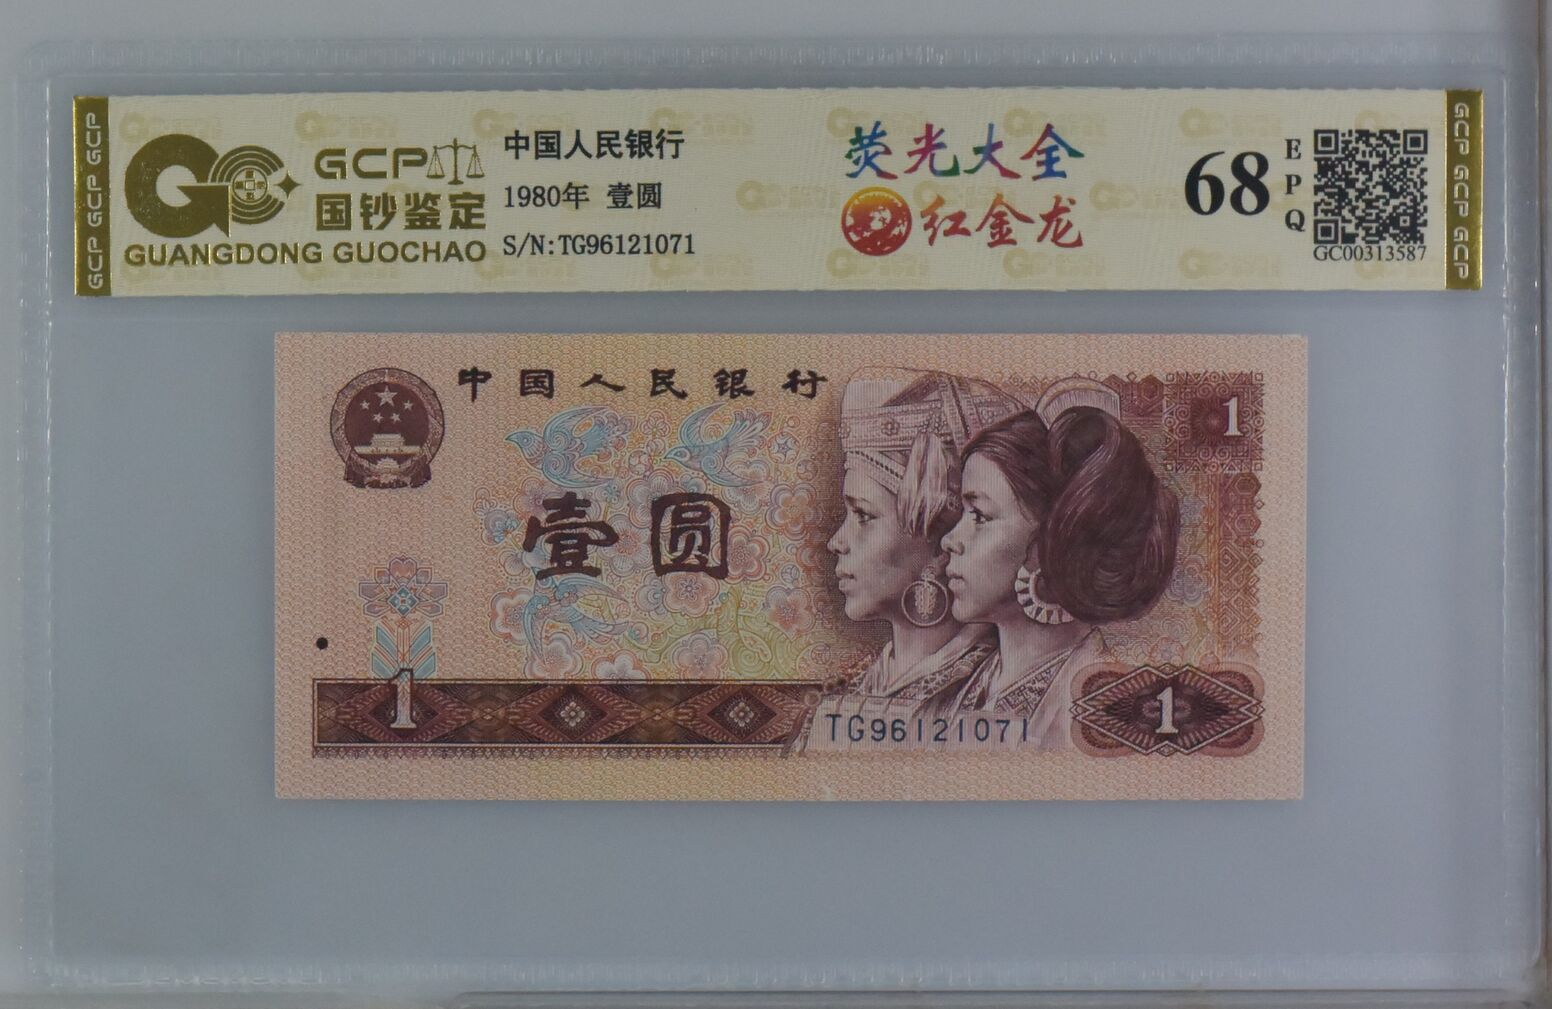 GCP GCP GCP
GCP
国钞鉴定
GUANGDONG GUOCHAO
中国人民银行
1980年 壹圆
S/N:TG96121071
荧光大全
红金龙
68
EPQ
GC00313587
GCP GCP GCP
中国人民银行
1
壹圆
1
TG96121071
1